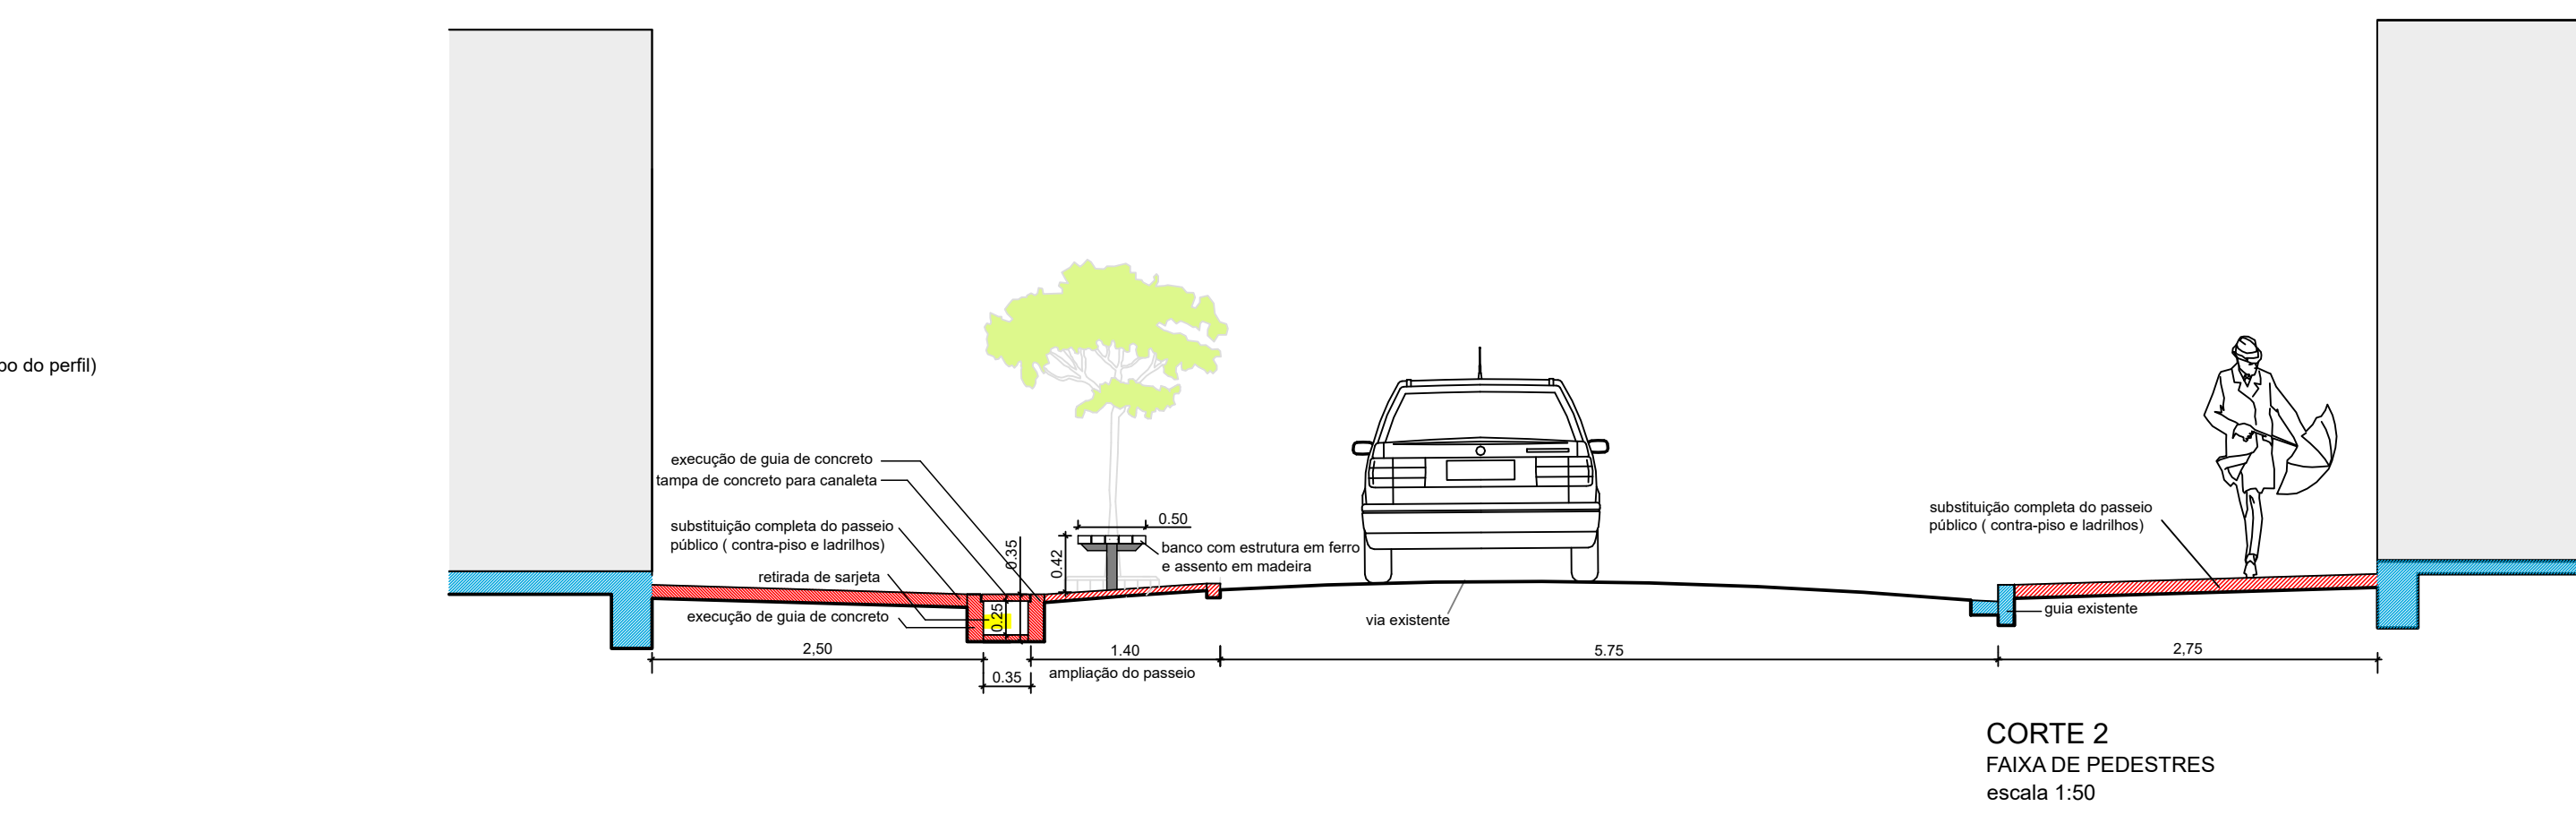 po do perfil)
execução de guia de concreto
tampa de concreto para canaleta
substituição completa do passeio
público ( contra-piso e ladrilhos)
retirada de sarjeta
execução de guia de concreto
0.35
0.25
0.42
0.50
banco com estrutura em ferro
e assento em madeira
via existente
substituição completa do passeio
público ( contra-piso e ladrilhos)
guia existente
2,50
0.35
1.40
ampliação do passeio
5.75
2,75
CORTE 2
FAIXA DE PEDESTRES
escala 1:50